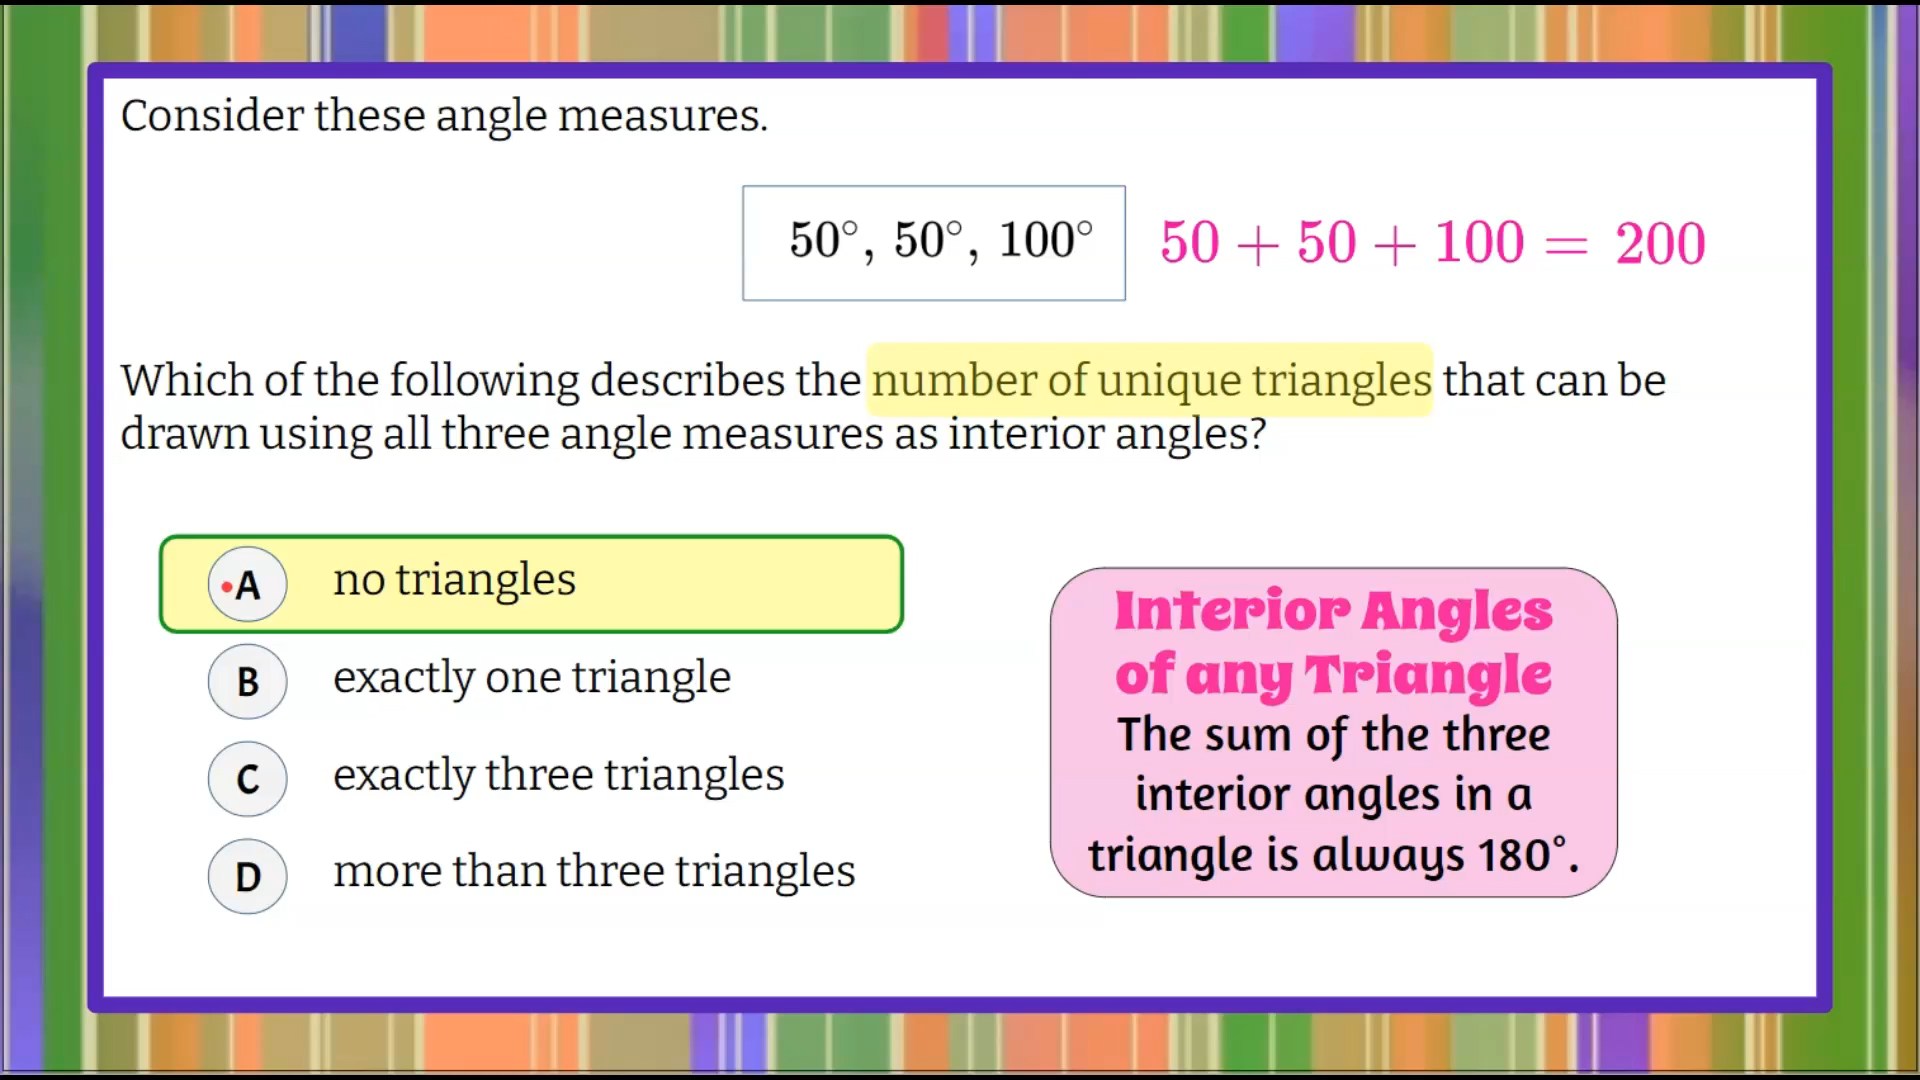 Consider these angle measures.
50°, 50°, 100°
50 + 50 + 100 = 200
Which of the following describes the number of unique triangles that can be
drawn using all three angle measures as interior angles?
A no triangles
B exactly one triangle
C exactly three triangles
D more than three triangles
Interior Angles
of any Triangle
The sum of the three
interior angles in a
triangle is always 180°.